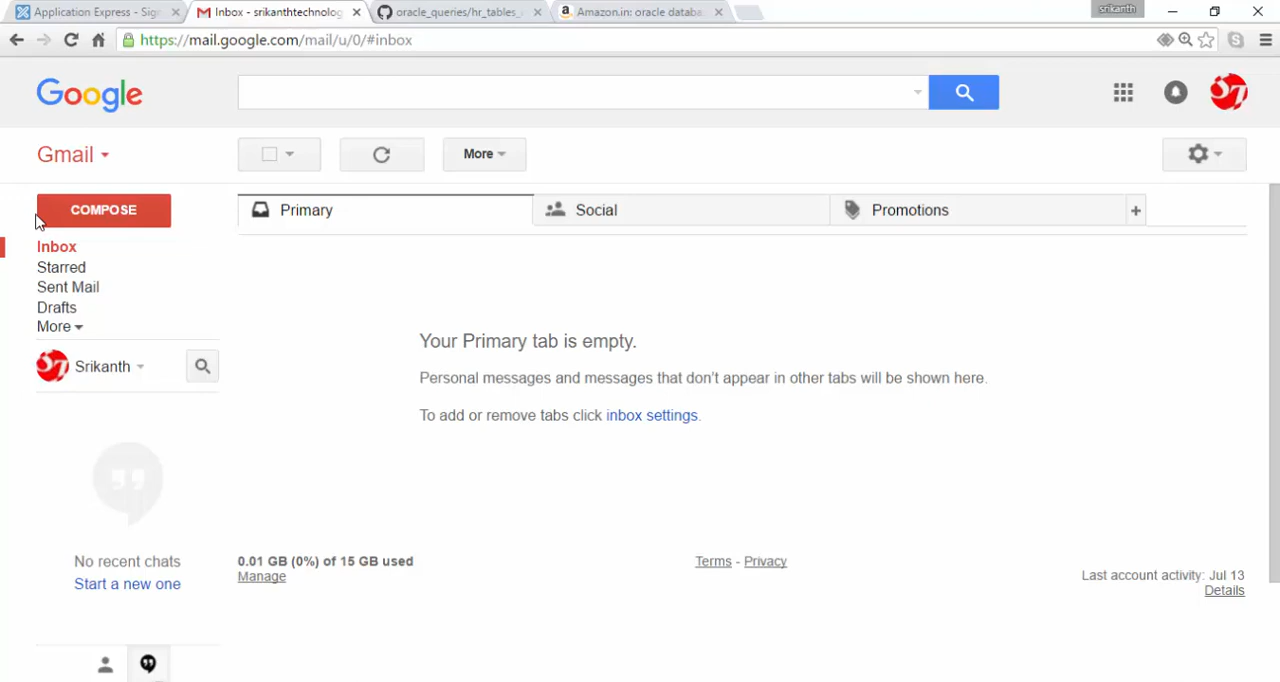 Application Express - Sig
Inbox - srikanthtechnolog
oracle_queries/hr_tables_
Amazon.in: oracle databa
srikanth
https://mail.google.com/mail/u/0/#inbox
Google
Gmail
More
COMPOSE
Primary
Social
Promotions
Inbox
Starred
Sent Mail
Drafts
More
Srikanth
Your Primary tab is empty.
Personal messages and messages that don't appear in other tabs will be shown here.
To add or remove tabs click inbox settings.
No recent chats
Start a new one
0.01 GB (0%) of 15 GB used
Manage
Terms - Privacy
Last account activity: Jul 13
Details